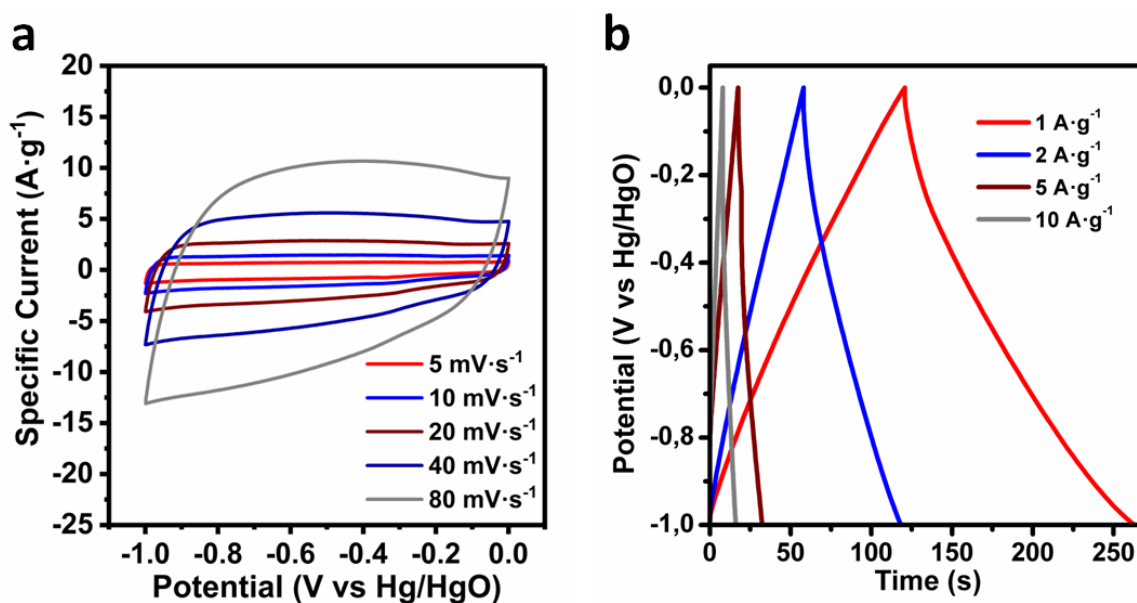 a
20
15
10
5
0
-5
-10
-15
-20
-25
-1.0 -0.8 -0.6 -0.4 -0.2 0.0
Specific Current (A·g⁻¹)
Potential (V vs Hg/HgO)
5 mV·s⁻¹
10 mV·s⁻¹
20 mV·s⁻¹
40 mV·s⁻¹
80 mV·s⁻¹
b
0,0
-0,2
-0,4
-0,6
-0,8
-1,0
0 50 100 150 200 250
Potential (V vs Hg/HgO)
Time (s)
1 A·g⁻¹
2 A·g⁻¹
5 A·g⁻¹
10 A·g⁻¹